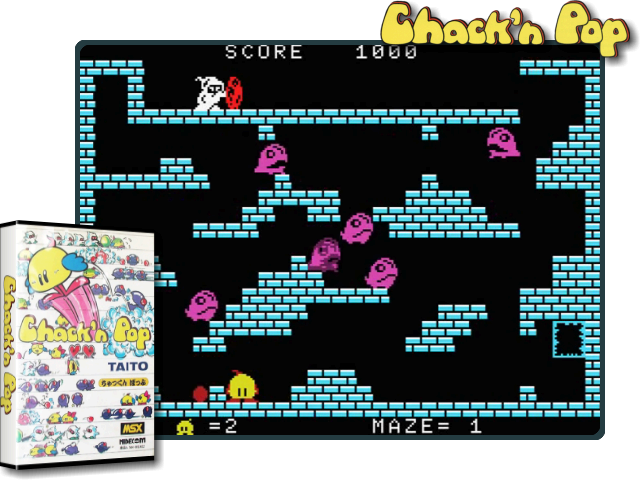 Chack'n Pop
SCORE 1000
Chack'n Pop
Chack'n Pop
TAITO
ちゃっくん ぽっぷ
MSX
NIDECOM
=2 MAZE= 1